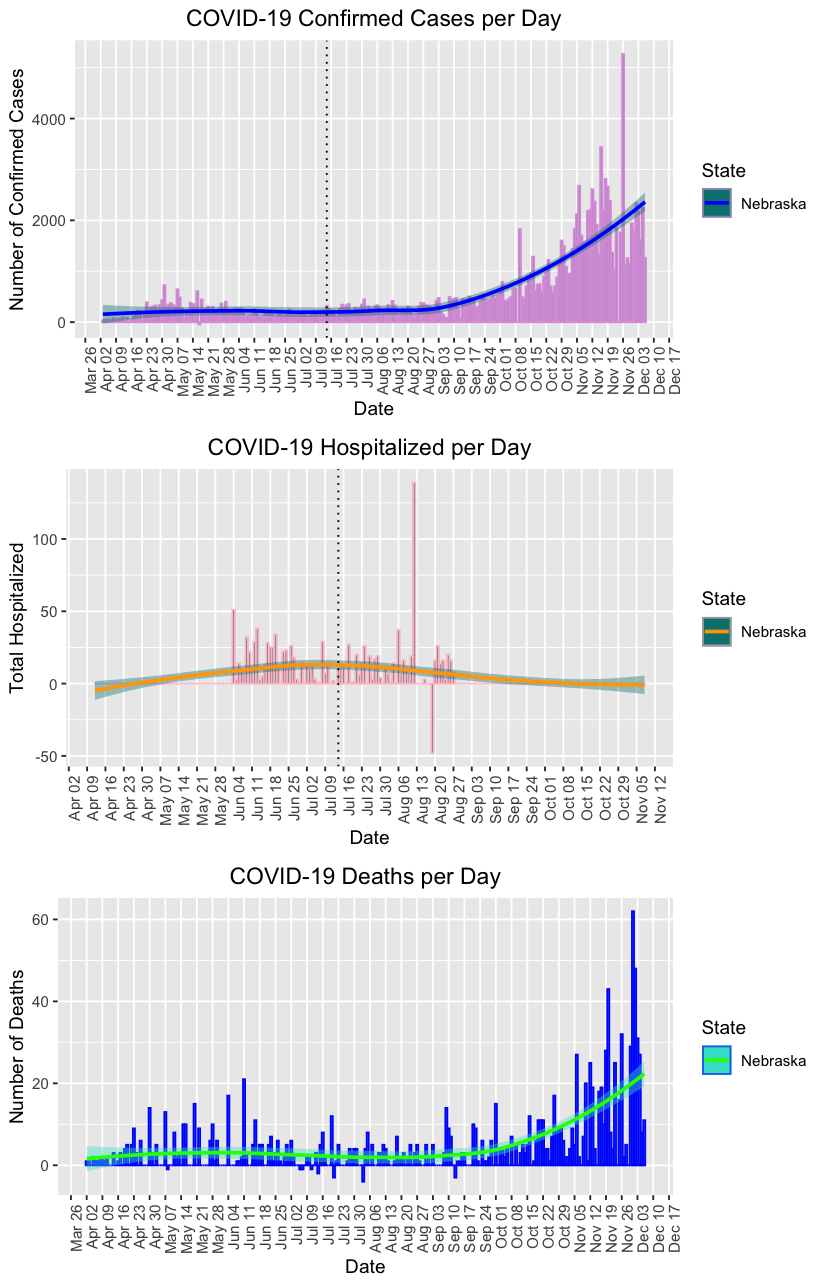 COVID-19 Confirmed Cases per Day
Number of Confirmed Cases
4000
2000
0
Mar 26
Apr 02
Apr 09
Apr 16
Apr 23
Apr 30
May 07
May 14
May 21
May 28
Jun 04
Jun 11
Jun 18
Jun 25
Jul 02
Jul 09
Jul 16
Jul 23
Jul 30
Aug 06
Aug 13
Aug 20
Aug 27
Sep 03
Sep 10
Sep 17
Sep 24
Oct 01
Oct 08
Oct 15
Oct 22
Oct 29
Nov 05
Nov 12
Nov 19
Nov 26
Dec 03
Dec 10
Dec 17
Date
State
Nebraska
COVID-19 Hospitalized per Day
Total Hospitalized
100
50
0
-50
Apr 02
Apr 09
Apr 16
Apr 23
Apr 30
May 07
May 14
May 21
May 28
Jun 04
Jun 11
Jun 18
Jun 25
Jul 02
Jul 09
Jul 16
Jul 23
Jul 30
Aug 06
Aug 13
Aug 20
Aug 27
Sep 03
Sep 10
Sep 17
Sep 24
Oct 01
Oct 08
Oct 15
Oct 22
Oct 29
Nov 05
Nov 12
Date
State
Nebraska
COVID-19 Deaths per Day
Number of Deaths
60
40
20
0
Mar 26
Apr 02
Apr 09
Apr 16
Apr 23
Apr 30
May 07
May 14
May 21
May 28
Jun 04
Jun 11
Jun 18
Jun 25
Jul 02
Jul 09
Jul 16
Jul 23
Jul 30
Aug 06
Aug 13
Aug 20
Aug 27
Sep 03
Sep 10
Sep 17
Sep 24
Oct 01
Oct 08
Oct 15
Oct 22
Oct 29
Nov 05
Nov 12
Nov 19
Nov 26
Dec 03
Dec 10
Dec 17
Date
State
Nebraska